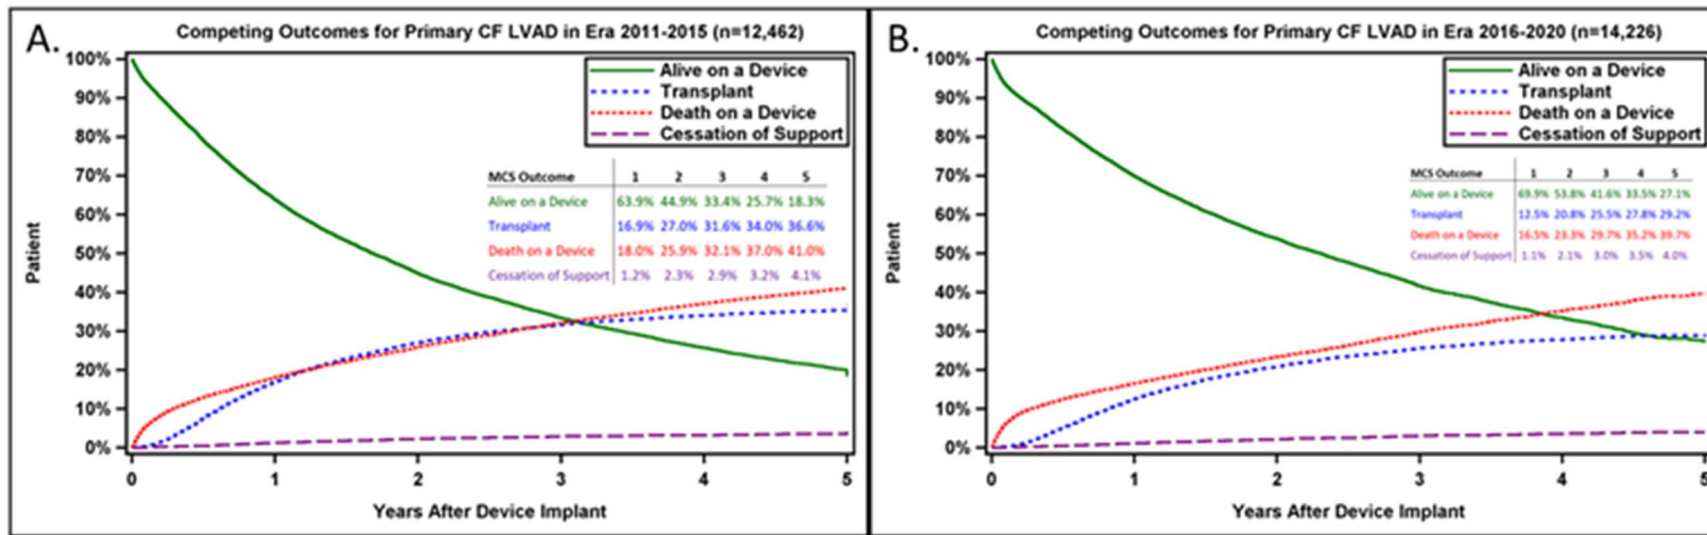 A.
Competing Outcomes for Primary CF LVAD in Era 2011-2015 (n=12,462)
100%
90%
80%
70%
60%
50%
40%
30%
20%
10%
0%
Patient
Alive on a Device
Transplant
Death on a Device
Cessation of Support
MCS Outcome 1 2 3 4 5
Alive on a Device 63.9% 44.9% 33.4% 25.7% 18.3%
Transplant 16.9% 27.0% 31.6% 34.0% 36.6%
Death on a Device 18.0% 25.9% 32.1% 37.0% 41.0%
Cessation of Support 1.2% 2.3% 2.9% 3.2% 4.1%
0 1 2 3 4 5
Years After Device Implant
B.
Competing Outcomes for Primary CF LVAD in Era 2016-2020 (n=14,226)
100%
90%
80%
70%
60%
50%
40%
30%
20%
10%
0%
Patient
Alive on a Device
Transplant
Death on a Device
Cessation of Support
MCS Outcome 1 2 3 4 5
Alive on a Device 69.9% 53.8% 41.6% 33.5% 27.1%
Transplant 12.5% 20.8% 25.5% 27.8% 29.2%
Death on a Device 16.5% 23.3% 29.7% 35.2% 39.7%
Cessation of Support 1.1% 2.1% 3.0% 3.5% 4.0%
0 1 2 3 4 5
Years After Device Implant